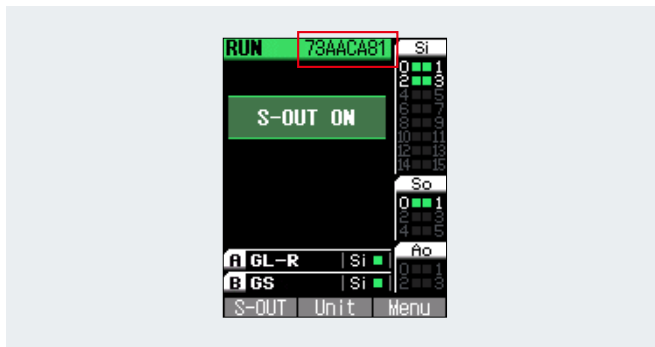 RUN 73AACA81 Si
0 1
2 3
4 5
6 7
8 9
10 11
12 13
14 15
S-OUT ON
So
0 1
2 3
4 5
Ao
0 1
2 3
A GL-R Si
B GS Si
S-OUT Unit Menu